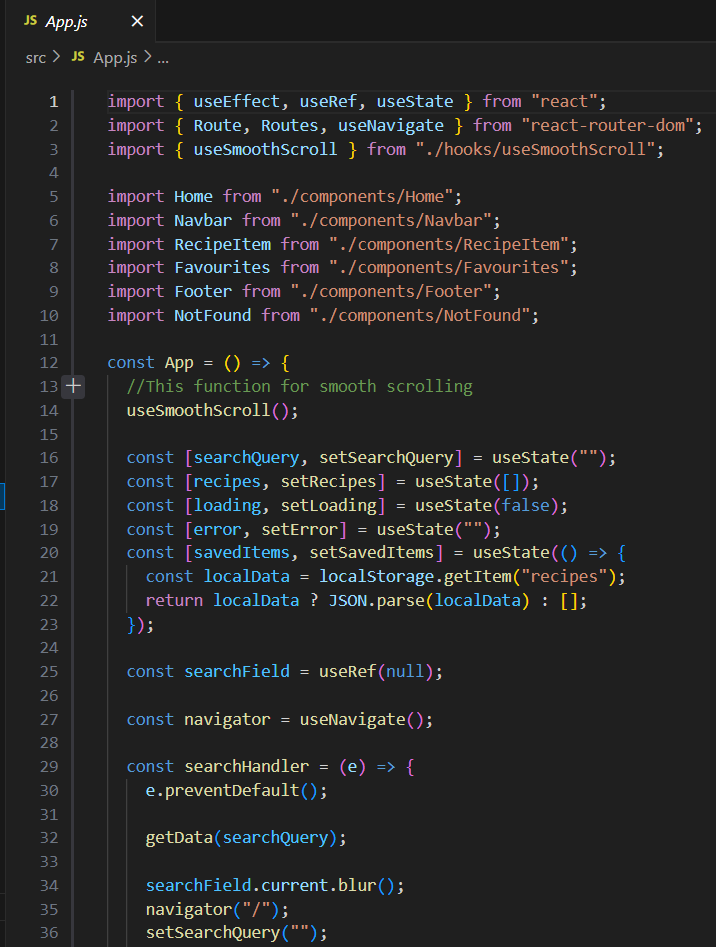 JS App.js ×
src > JS App.js > ...
1 import { useEffect, useRef, useState } from "react";
2 import { Route, Routes, useNavigate } from "react-router-dom";
3 import { useSmoothScroll } from "./hooks/useSmoothScroll";
4
5 import Home from "./components/Home";
6 import Navbar from "./components/Navbar";
7 import RecipeItem from "./components/RecipeItem";
8 import Favourites from "./components/Favourites";
9 import Footer from "./components/Footer";
10 import NotFound from "./components/NotFound";
11
12 const App = () => {
13 + //This function for smooth scrolling
14 useSmoothScroll();
15
16 const [searchQuery, setSearchQuery] = useState("");
17 const [recipes, setRecipes] = useState([]);
18 const [loading, setLoading] = useState(false);
19 const [error, setError] = useState("");
20 const [savedItems, setSavedItems] = useState(() => {
21 const localData = localStorage.getItem("recipes");
22 return localData ? JSON.parse(localData) : [];
23 });
24
25 const searchField = useRef(null);
26
27 const navigator = useNavigate();
28
29 const searchHandler = (e) => {
30 e.preventDefault();
31
32 getData(searchQuery);
33
34 searchField.current.blur();
35 navigator("/");
36 setSearchQuery("");